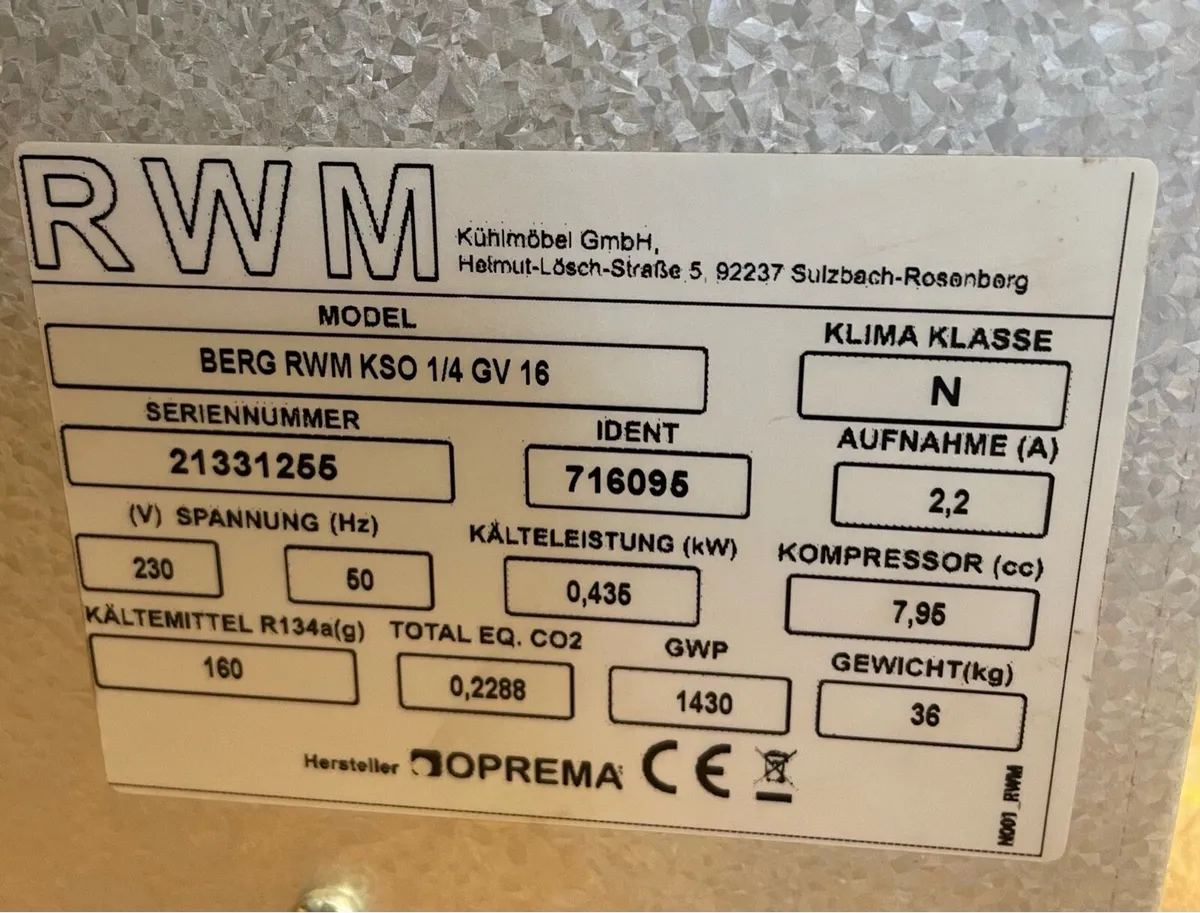 RWM
Kühlmöbel GmbH,
Helmut-Lösch-Straße 5, 92237 Sulzbach-Rosenberg
MODEL
BERG RWM KSO 1/4 GV 16
KLIMA KLASSE
N
SERIENNUMMER
21331255
IDENT
716095
AUFNAHME (A)
2,2
(V) SPANNUNG (Hz)
230 50
KÄLTELEISTUNG (kW)
0,435
KOMPRESSOR (cc)
7,95
KÄLTEMITTEL R134a(g)
160
TOTAL EQ. CO2
0,2288
GWP
1430
GEWICHT(kg)
36
Hersteller OPREMA CE
N001_RWM